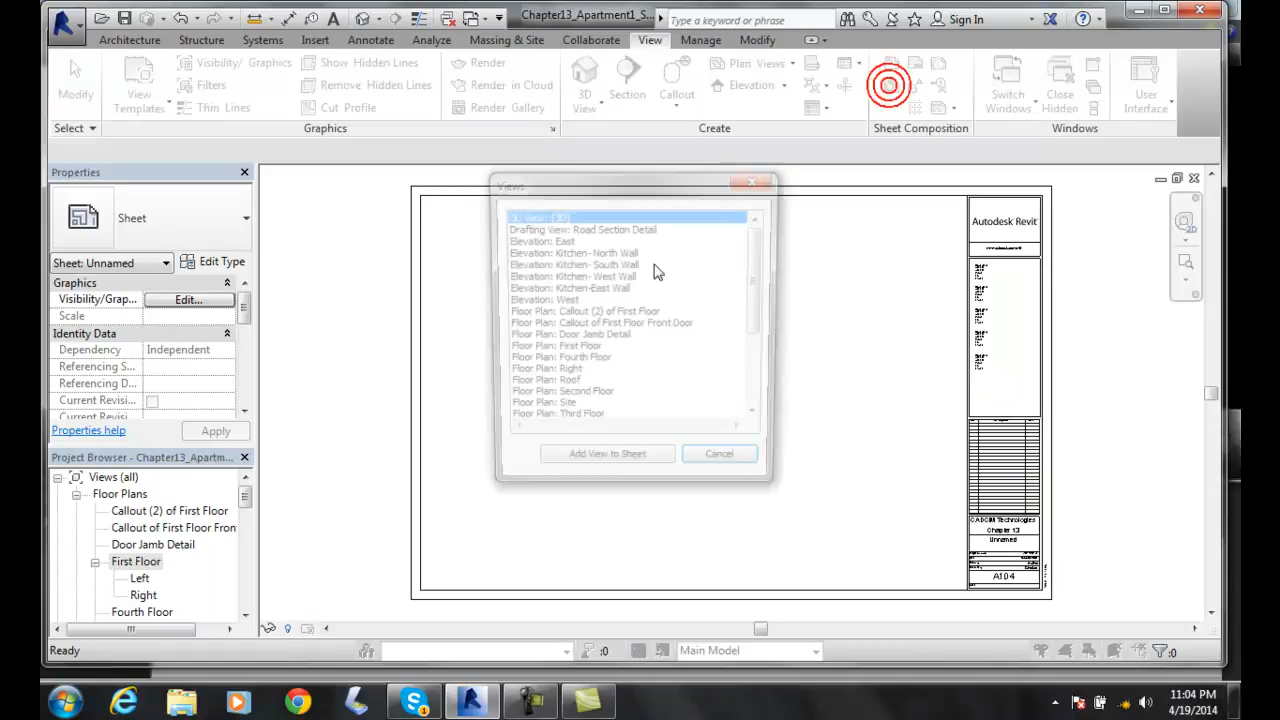 Chapter13_Apartment1_S...
Type a keyword or phrase
Sign In
Architecture
Structure
Systems
Insert
Annotate
Analyze
Massing & Site
Collaborate
View
Manage
Modify
Modify
View
Templates
Visibility/ Graphics
Filters
Thin Lines
Show Hidden Lines
Remove Hidden Lines
Cut Profile
Render
Render in Cloud
Render Gallery
3D
View
Section
Callout
Plan Views
Elevation
Switch
Windows
Close
Hidden
User
Interface
Select
Graphics
Create
Sheet Composition
Windows
Properties
Sheet
Sheet: Unnamed
Edit Type
Graphics
Visibility/Grap...
Edit...
Scale
Identity Data
Dependency
Independent
Referencing S...
Referencing D...
Current Revisi...
Properties help
Apply
Project Browser - Chapter13_Apartm...
Views (all)
Floor Plans
Callout (2) of First Floor
Callout of First Floor Front
Door Jamb Detail
First Floor
Left
Right
Fourth Floor
Views
3D View: {3D}
Drafting View: Road Section Detail
Elevation: East
Elevation: Kitchen- North Wall
Elevation: Kitchen- South Wall
Elevation: Kitchen- West Wall
Elevation: Kitchen-East Wall
Elevation: West
Floor Plan: Callout (2) of First Floor
Floor Plan: Callout of First Floor Front Door
Floor Plan: Door Jamb Detail
Floor Plan: First Floor
Floor Plan: Fourth Floor
Floor Plan: Right
Floor Plan: Roof
Floor Plan: Second Floor
Floor Plan: Site
Floor Plan: Third Floor
Add View to Sheet
Cancel
Autodesk Revit
CADCIM Technologies
Chapter 13
Unnamed
A104
2D
Ready
:0
Main Model
:0
11:04 PM
4/19/2014